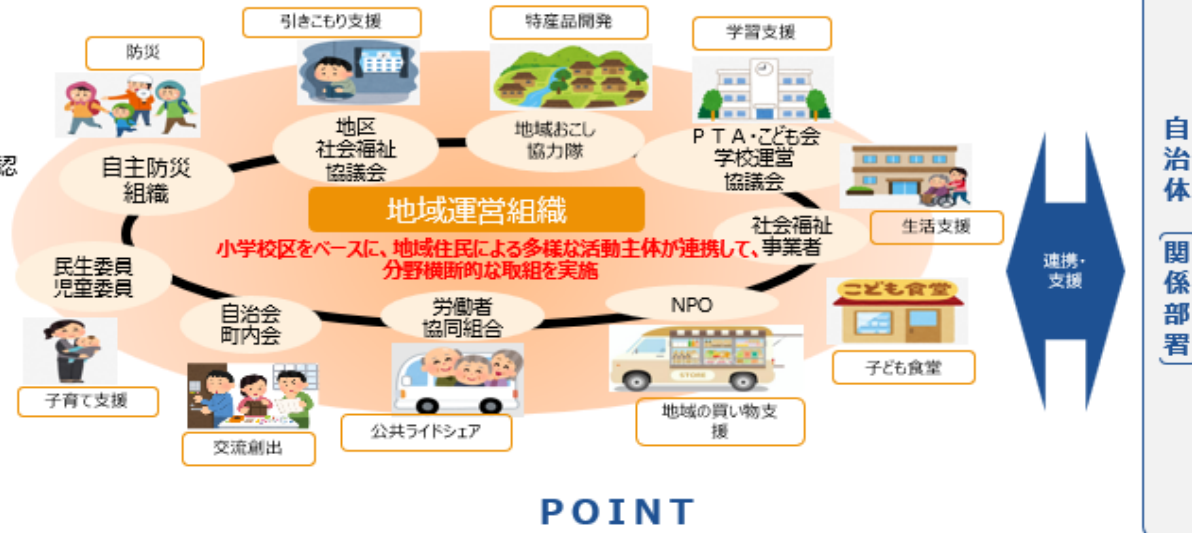 引きこもり支援
特産品開発
学習支援
防災
認
自主防災
組織
地区
社会福祉
協議会
地域おこし
協力隊
PTA・こども会
学校運営
協議会
生活支援
地域運営組織
社会福祉
事業者
小学校区をベースに、地域住民による多様な活動主体が連携して、
分野横断的な取組を実施
民生委員
児童委員
自治会
町内会
労働者
協同組合
NPO
こども食堂
STORE
子ども食堂
子育て支援
交流創出
公共ライドシェア
地域の買い物支
援
連携・
支援
自治体
関係部署
POINT